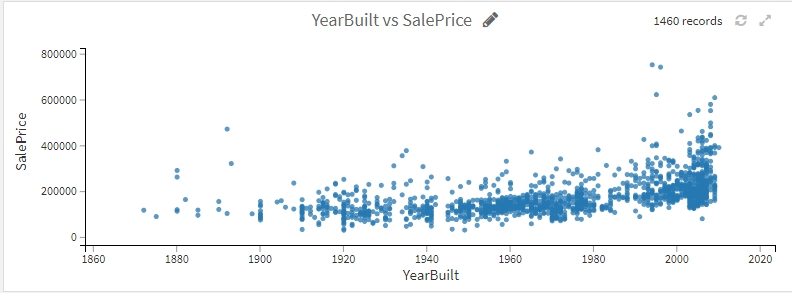 YearBuilt vs SalePrice
1460 records
800000
600000
400000
200000
0
SalePrice
1860 1880 1900 1920 1940 1960 1980 2000 2020
YearBuilt